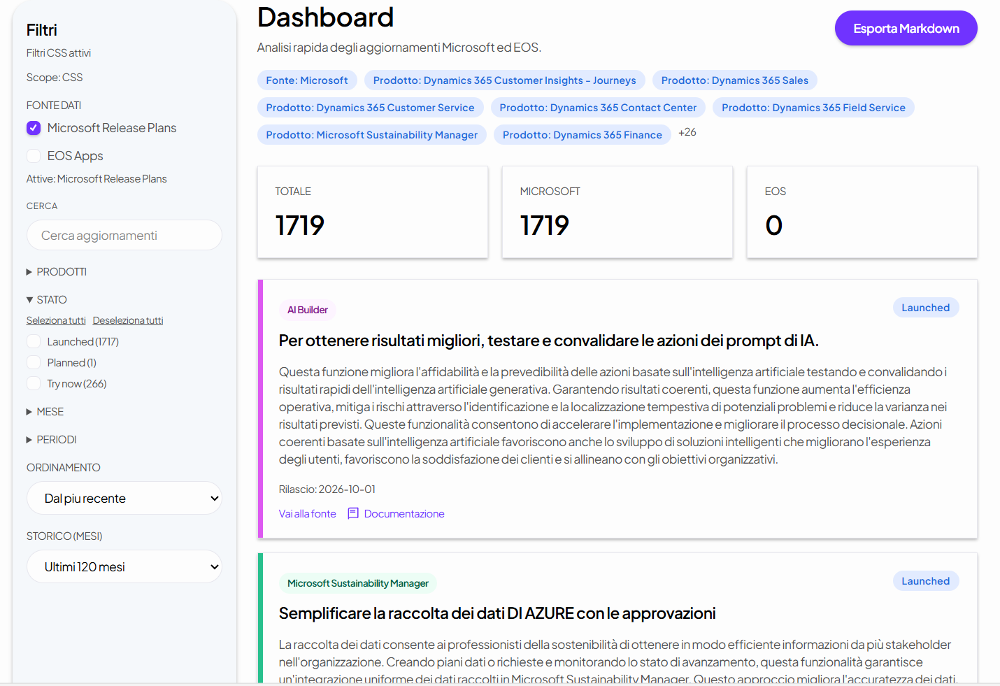 Filtri
Filtri CSS attivi
Scope: CSS
FONTE DATI
Microsoft Release Plans
EOS Apps
Attive: Microsoft Release Plans
CERCA
Cerca aggiornamenti
PRODOTTI
STATO
Seleziona tutti Deseleziona tutti
Launched (1717)
Planned (1)
Try now (266)
MESE
PERIODI
ORDINAMENTO
Dal piu recente
STORICO (MESI)
Ultimi 120 mesi
Dashboard
Esporta Markdown
Analisi rapida degli aggiornamenti Microsoft ed EOS.
Fonte: Microsoft Prodotto: Dynamics 365 Customer Insights - Journeys Prodotto: Dynamics 365 Sales
Prodotto: Dynamics 365 Customer Service Prodotto: Dynamics 365 Contact Center Prodotto: Dynamics 365 Field Service
Prodotto: Microsoft Sustainability Manager Prodotto: Dynamics 365 Finance +26
TOTALE
1719
MICROSOFT
1719
EOS
0
AI Builder
Launched
Per ottenere risultati migliori, testare e convalidare le azioni dei prompt di IA.
Questa funzione migliora l'affidabilità e la prevedibilità delle azioni basate sull'intelligenza artificiale testando e convalidando i
risultati rapidi dell'intelligenza artificiale generativa. Garantendo risultati coerenti, questa funzione aumenta l'efficienza
operativa, mitiga i rischi attraverso l'identificazione e la localizzazione tempestiva di potenziali problemi e riduce la varianza nei
risultati previsti. Queste funzionalità consentono di accelerare l'implementazione e migliorare il processo decisionale. Azioni
coerenti basate sull'intelligenza artificiale favoriscono anche lo sviluppo di soluzioni intelligenti che migliorano l'esperienza
degli utenti, favoriscono la soddisfazione dei clienti e si allineano con gli obiettivi organizzativi.
Rilascio: 2026-10-01
Vai alla fonte Documentazione
Microsoft Sustainability Manager
Launched
Semplificare la raccolta dei dati DI AZURE con le approvazioni
La raccolta dei dati consente ai professionisti della sostenibilità di ottenere in modo efficiente informazioni da più stakeholder
nell'organizzazione. Creando piani dati o richieste e monitorando lo stato di avanzamento, questa funzionalità garantisce
un'integrazione uniforme dei dati raccolti in Microsoft Sustainability Manager. Questo approccio migliora l'accuratezza dei dati,